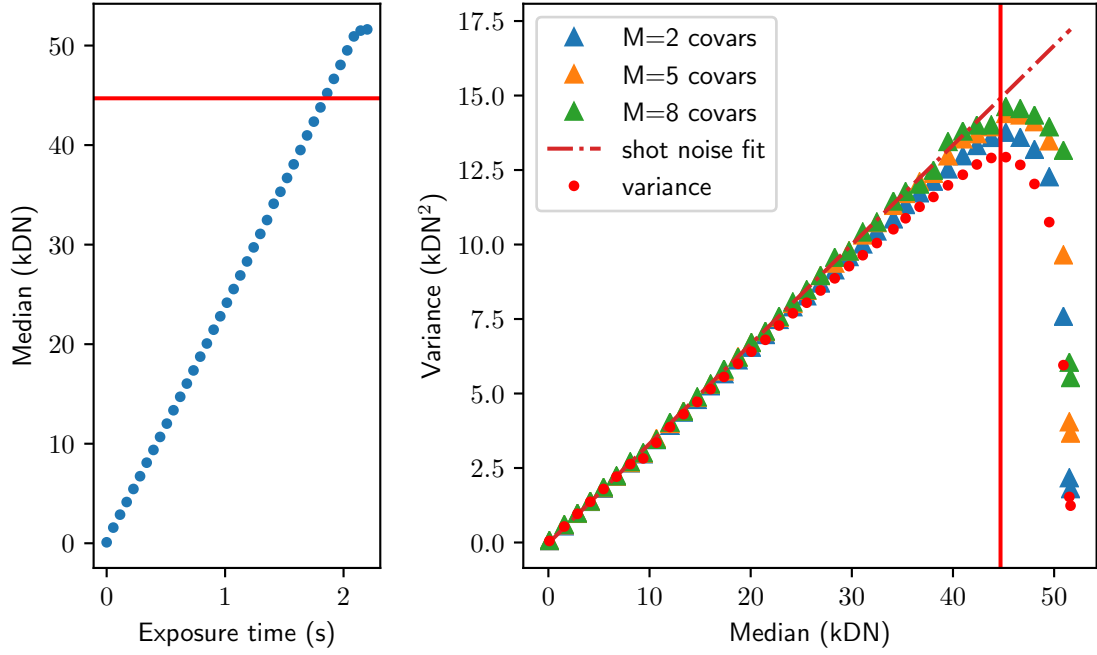 50
40
30
20
10
0
Median (kDN)
0
1
2
Exposure time (s)
17.5
15.0
12.5
10.0
7.5
5.0
2.5
0.0
Variance (kDN²)
M=2 covars
M=5 covars
M=8 covars
shot noise fit
variance
0
10
20
30
40
50
Median (kDN)